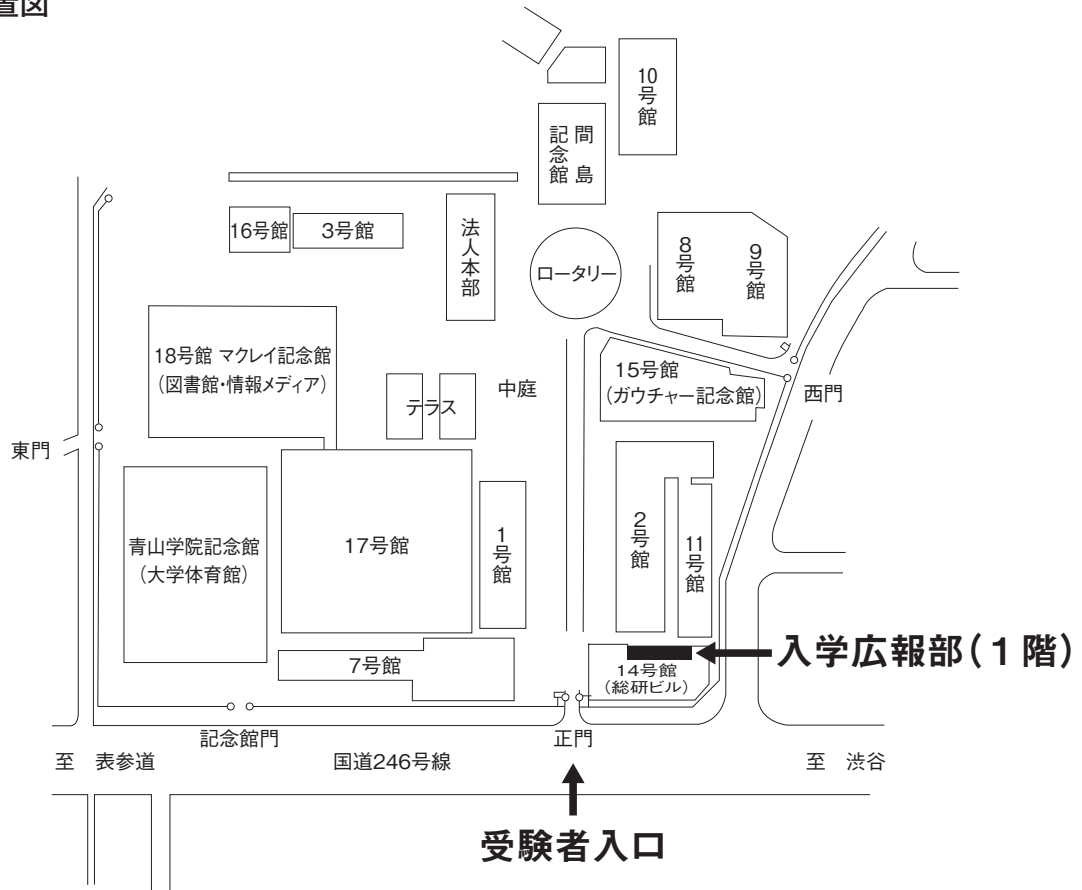 置図
10号館
間島
記念館
16号館
3号館
法人本部
ロータリー
8号館
9号館
18号館 マクレイ記念館
(図書館・情報メディア)
テラス
中庭
15号館
(ガウチャー記念館)
西門
東門
青山学院記念館
(大学体育館)
17号館
1号館
2号館
11号館
7号館
14号館
(総研ビル)
入学広報部(1階)
記念館門
正門
至 表参道
国道246号線
至 渋谷
受験者入口